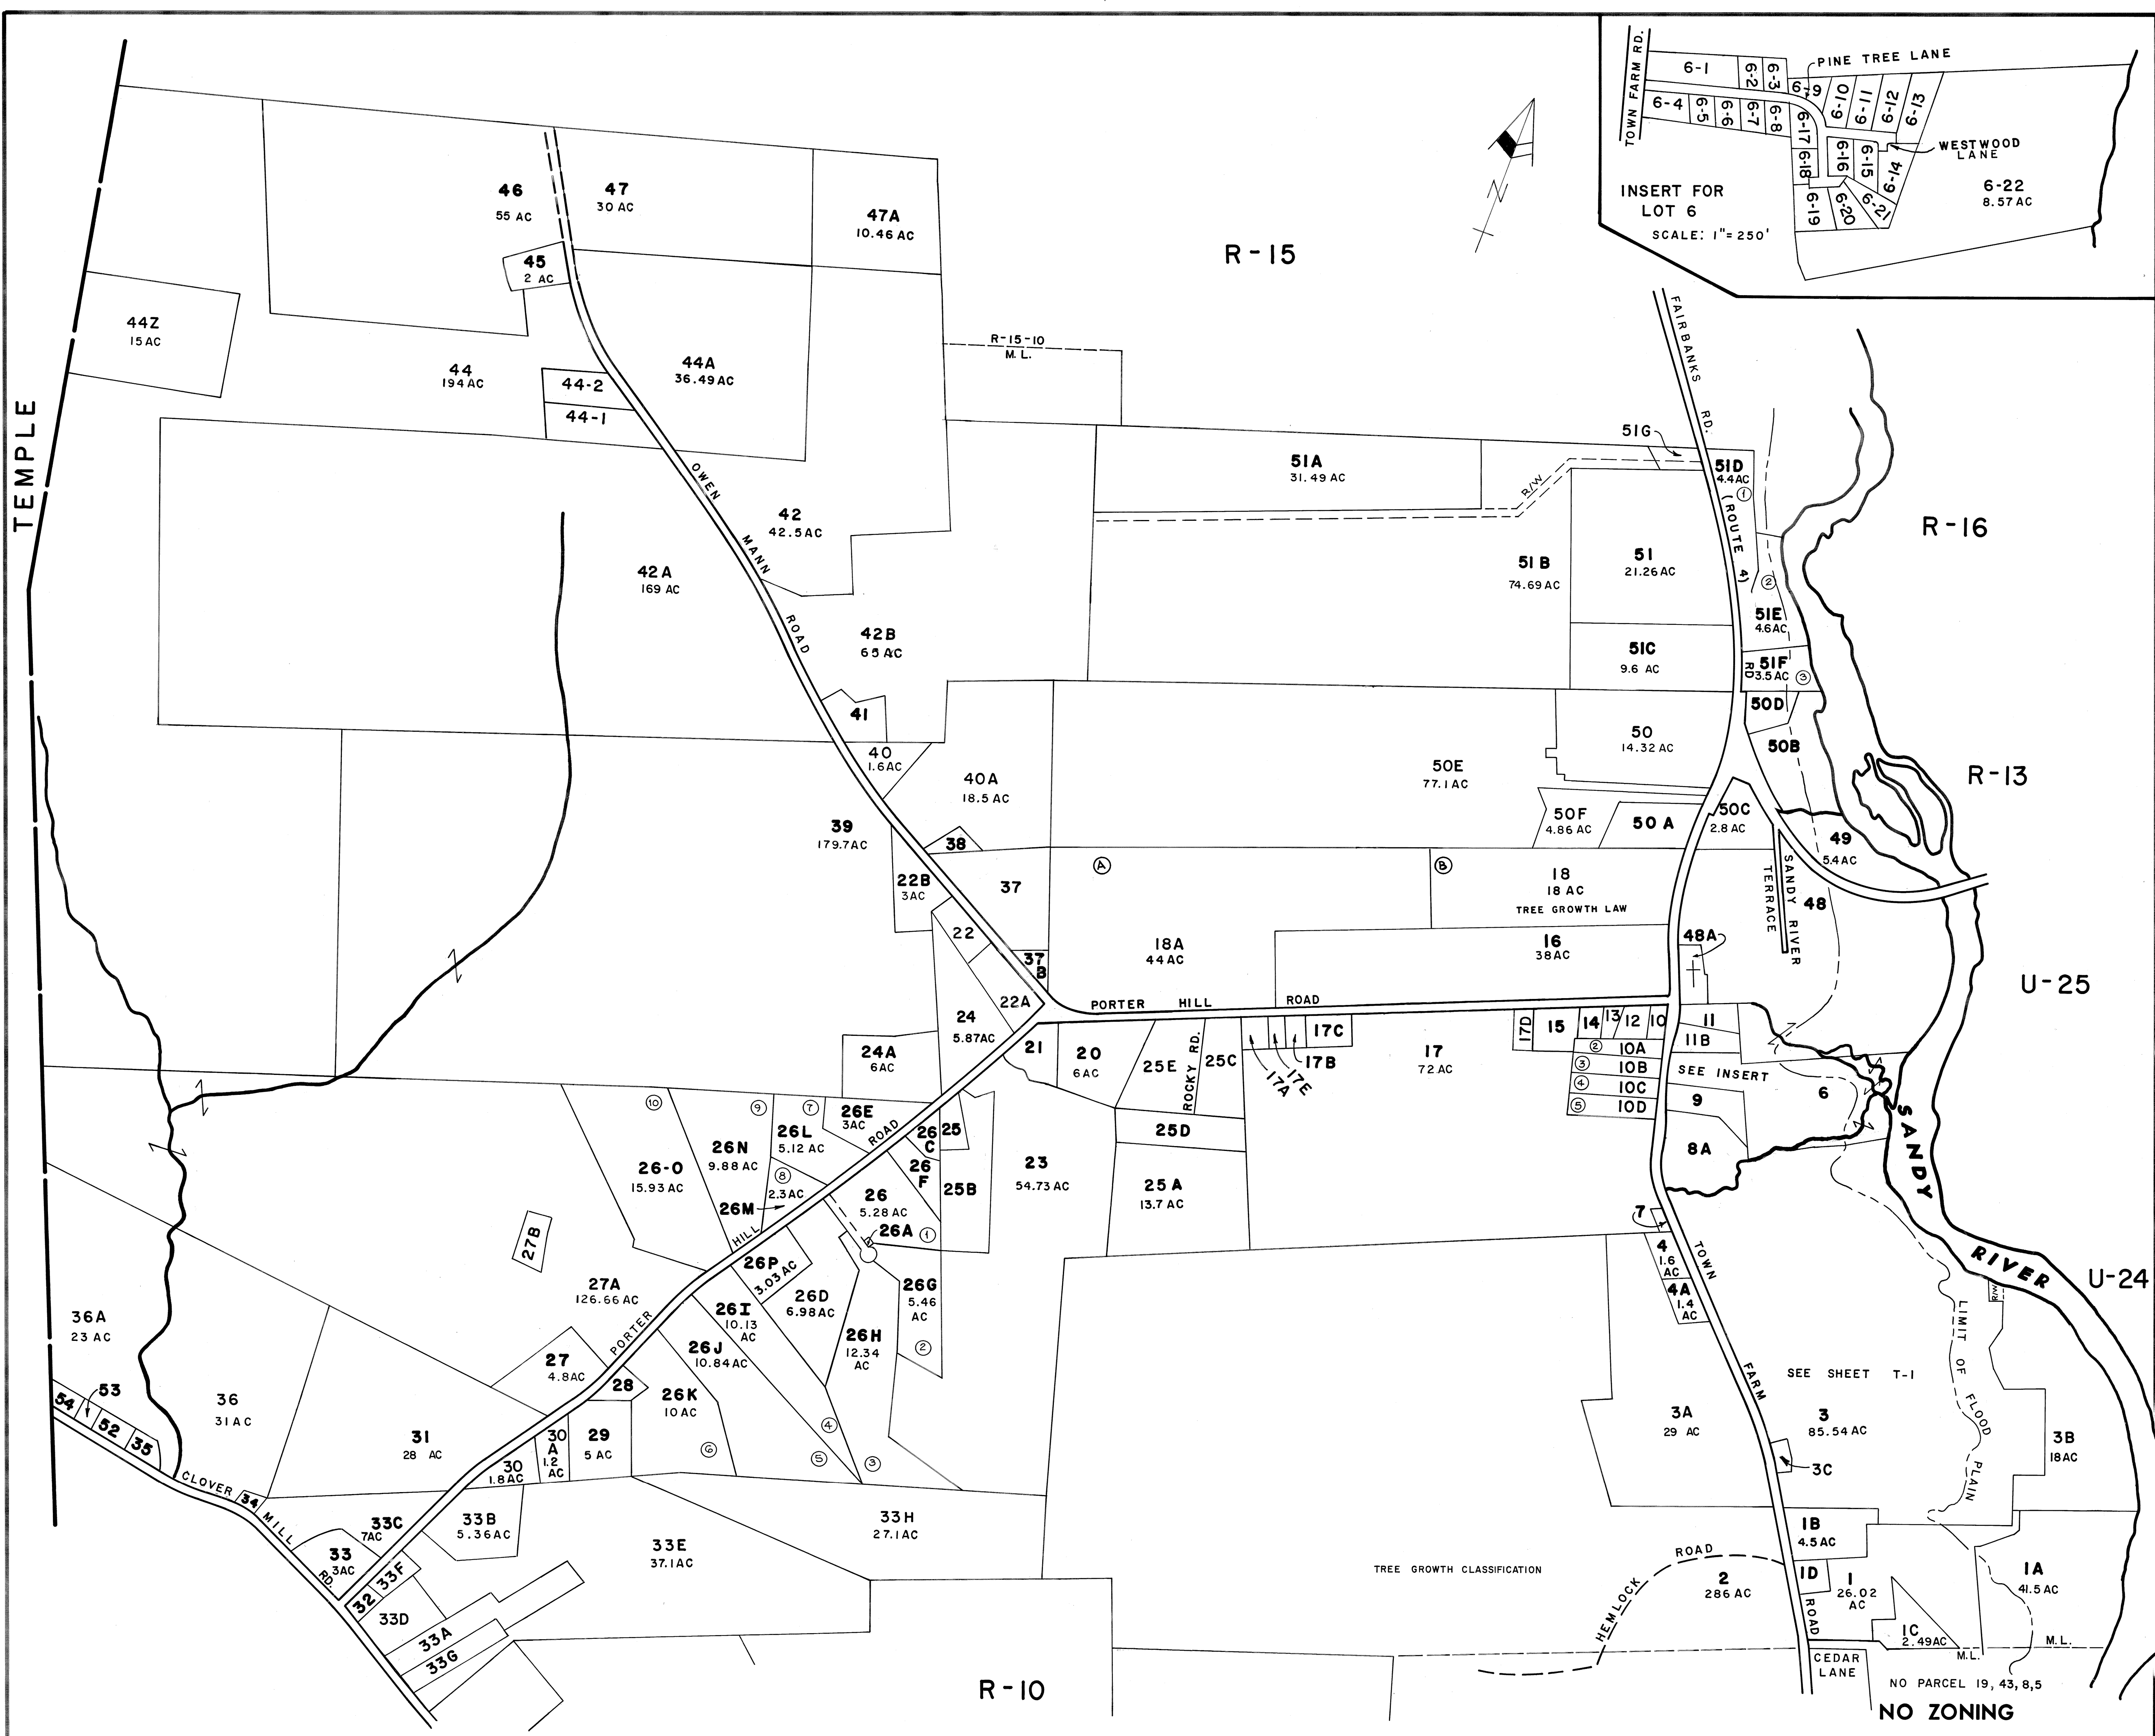 TOWN FARM RD.
6-1
6-2
6-3
PINE TREE LANE
6-9
6-10
6-11
6-12
6-13
6-4
6-5
6-6
6-7
6-8
6-17
6-18
6-16
6-15
6-14
WESTWOOD
LANE
6-19
6-20
6-21
6-22
8.57 AC
INSERT FOR
LOT 6
SCALE: 1"=250'
N
R-15
TEMPLE
46
55 AC
47
30 AC
47A
10.46 AC
45
2 AC
44Z
15 AC
44
194 AC
44-2
44-1
44A
36.49 AC
R-15-10
M. L.
FAIRBANKS RD.
(ROUTE 4)
OWEN MANN ROAD
42
42.5 AC
42A
169 AC
42B
65 AC
51A
31.49 AC
R/W
51G
51D
4.4 AC
1
51B
74.69 AC
51
21.26 AC
2
51E
4.6 AC
51C
9.6 AC
RD
51F
3.5 AC
3
R-16
R-13
41
40
1.6 AC
40A
18.5 AC
50D
50B
50
14.32 AC
50E
77.1 AC
50F
4.86 AC
50A
50C
2.8 AC
49
5.4 AC
39
179.7 AC
38
22B
3 AC
37
A
B
18
18 AC
TREE GROWTH LAW
SANDY RIVER
TERRACE
48
22
37
B
18A
44 AC
16
38 AC
48A
U-25
22A
PORTER HILL ROAD
24
5.87 AC
24A
6 AC
21
20
6 AC
25E
ROCKY RD.
25C
17A
17E
17B
17C
17
72 AC
17D
15
14
13
12
10
11
11B
2
10A
3
10B
4
10C
5
10D
SEE INSERT
6
9
8A
SANDY RIVER
U-24
10
9
7
26E
3 AC
26L
5.12 AC
26N
9.88 AC
26-O
15.93 AC
26
C
25
26
F
25B
23
54.73 AC
25D
25A
13.7 AC
8
2.3 AC
26M
26
5.28 AC
26A
1
PORTER HILL ROAD
27B
27A
126.66 AC
26P
3.03 AC
26D
6.98 AC
26G
5.46
AC
2
26I
10.13
AC
26J
10.84 AC
26H
12.34
AC
26K
10 AC
6
4
5
3
7
4
1.6
AC
4A
1.4
AC
TOWN FARM ROAD
R/W
LIMIT OF FLOOD PLAIN
SEE SHEET T-1
3
85.54 AC
3A
29 AC
3B
18 AC
3C
36A
23 AC
36
31 AC
27
4.8 AC
28
31
28 AC
30
A
1.2
AC
29
5 AC
30
1.8 AC
54
53
52
35
CLOVER MILL RD.
34
33C
7 AC
33B
5.36 AC
33
3 AC
33F
32
33D
33A
33G
33E
37.1 AC
33H
27.1 AC
TREE GROWTH CLASSIFICATION
HEMLOCK ROAD
2
286 AC
1B
4.5 AC
1D
1
26.02
AC
1A
41.5 AC
1C
2.49 AC
M.L.
M.L.
CEDAR
LANE
R-10
NO PARCEL 19, 43, 8, 5
NO ZONING